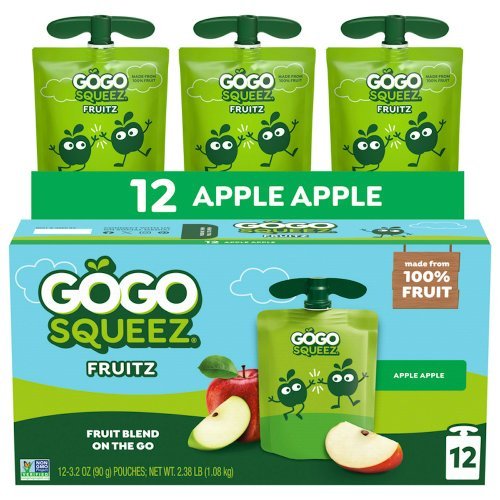 GOGO
SQUEEZ
FRUITZ
MADE FROM
100% FRUIT
GOGO
SQUEEZ
FRUITZ
MADE FROM
100% FRUIT
GOGO
SQUEEZ
FRUITZ
MADE FROM
100% FRUIT
12 APPLE APPLE
12 APPLE APPLE
GOGO
SQUEEZ®
FRUITZ
made from
100%
FRUIT
GOGO
SQUEEZ
APPLE APPLE
FRUIT BLEND
ON THE GO
NON
GMO
VERIFIED
12-3.2 OZ (90 g) POUCHES; NET WT. 2.38 LB (1.08 kg)
12